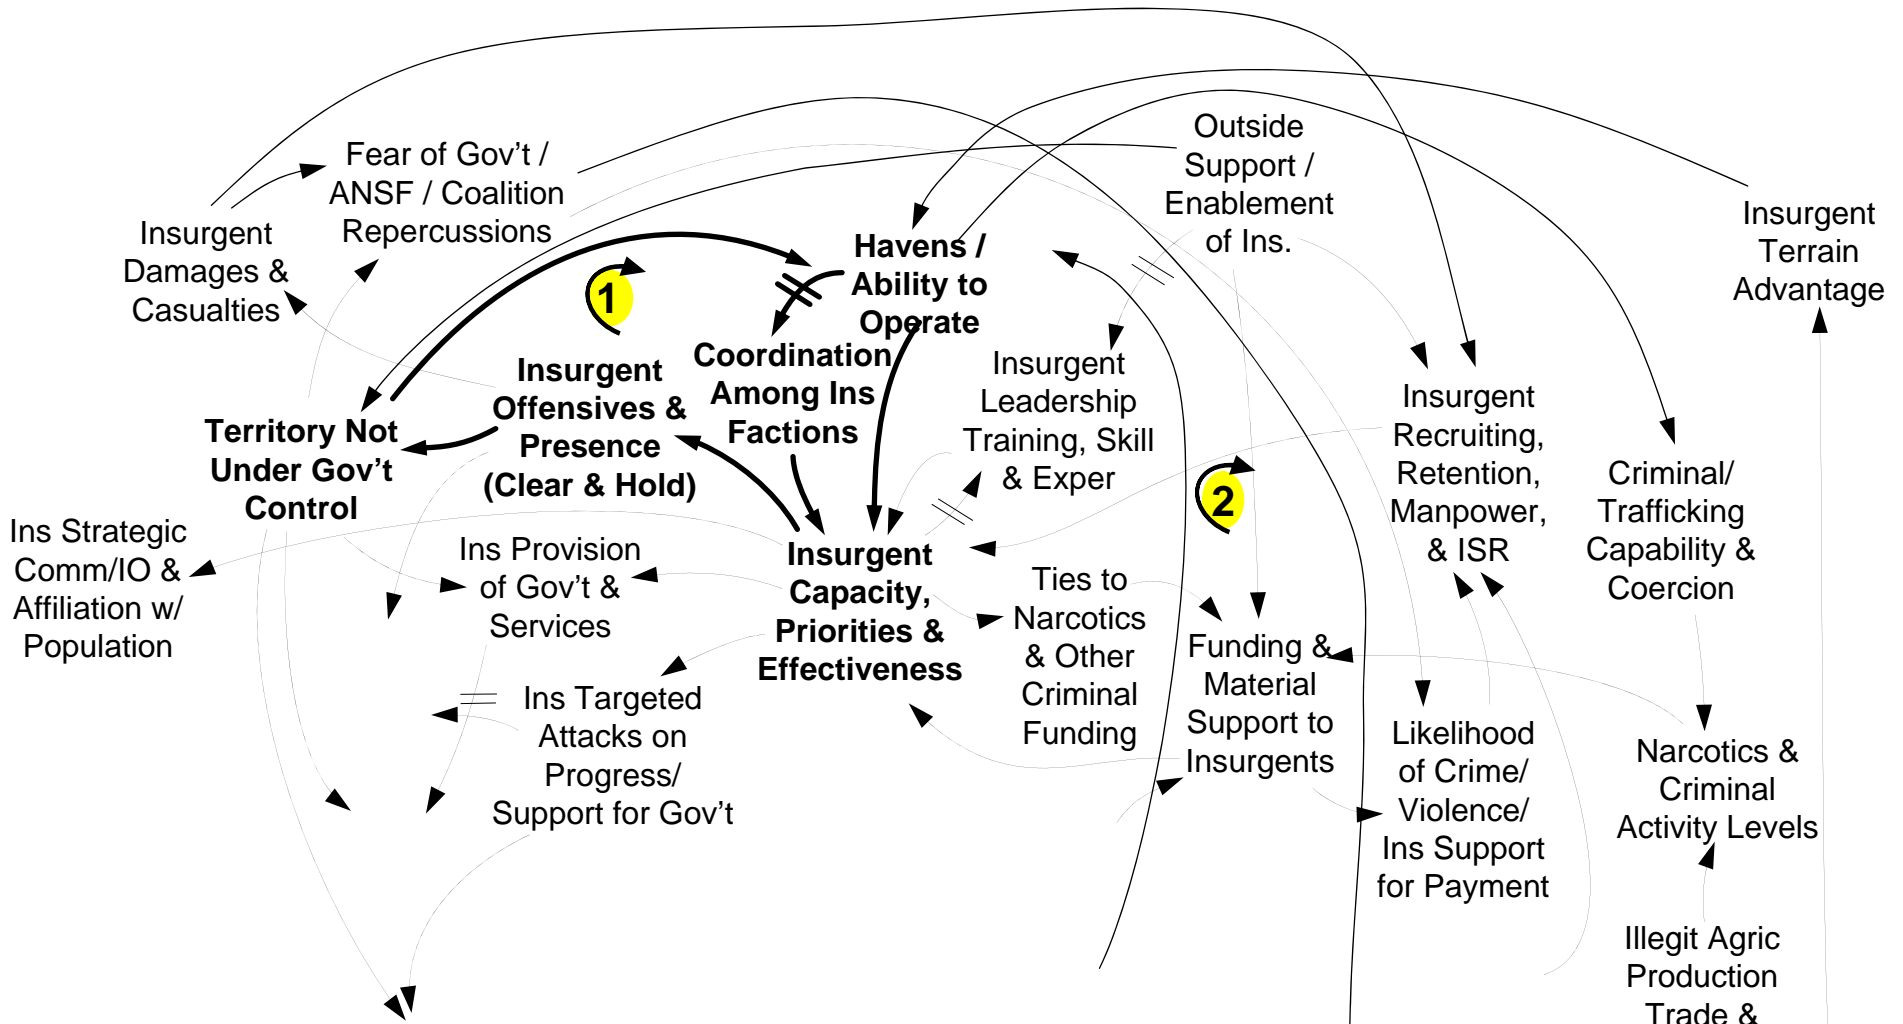 Outside
Support /
Enablement
of Ins.
Fear of Gov't /
ANSF / Coalition
Repercussions
Insurgent
Damages &
Casualties
Havens /
Ability to
Operate
Insurgent
Terrain
Advantage
1
Coordination
Among Ins
Factions
Insurgent
Offensives &
Presence
(Clear & Hold)
Insurgent
Leadership
Training, Skill
& Exper
Insurgent
Recruiting,
Retention,
Manpower,
& ISR
Territory Not
Under Gov't
Control
2
Criminal/
Trafficking
Capability &
Coercion
Ins Strategic
Comm/IO &
Affiliation w/
Population
Ins Provision
of Gov't &
Services
Insurgent
Capacity,
Priorities &
Effectiveness
Ties to
Narcotics
& Other
Criminal
Funding
Funding &
Material
Support to
Insurgents
Ins Targeted
Attacks on
Progress/
Support for Gov't
Likelihood
of Crime/
Violence/
Ins Support
for Payment
Narcotics &
Criminal
Activity Levels
Illegit Agric
Production
Trade &